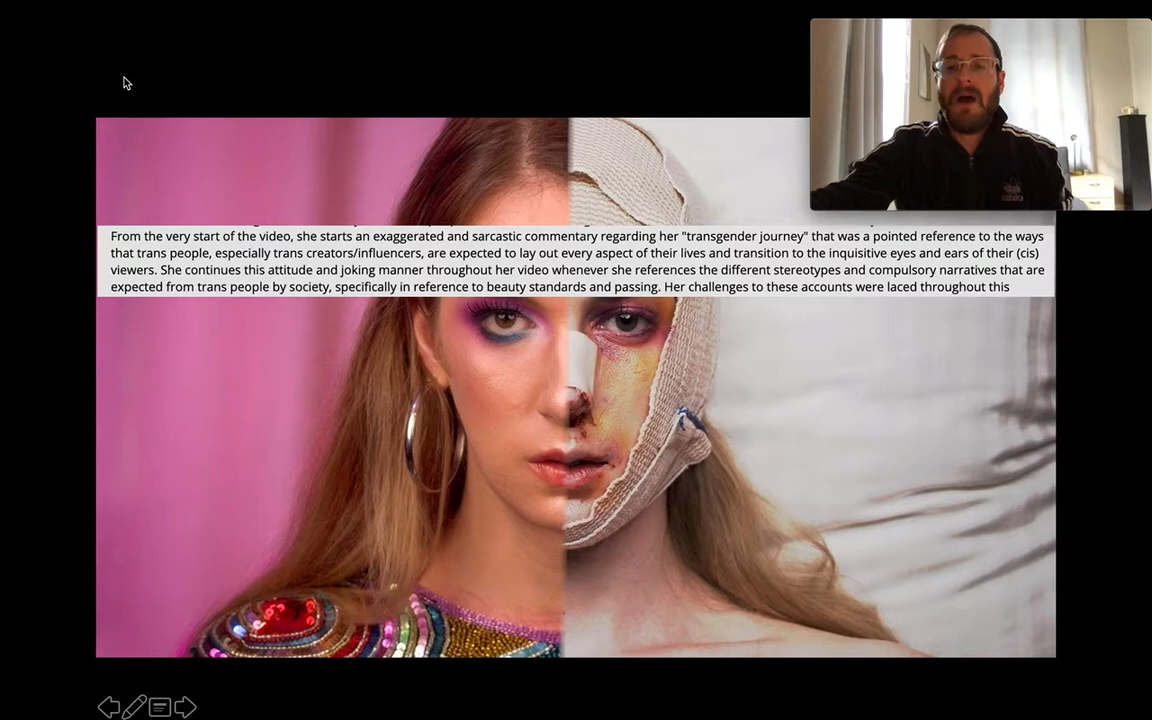 From the very start of the video, she starts an exaggerated and sarcastic commentary regarding her "transgender journey" that was a pointed reference to the ways
that trans people, especially trans creators/influencers, are expected to lay out every aspect of their lives and transition to the inquisitive eyes and ears of their (cis)
viewers. She continues this attitude and joking manner throughout her video whenever she references the different stereotypes and compulsory narratives that are
expected from trans people by society, specifically in reference to beauty standards and passing. Her challenges to these accounts were laced throughout this